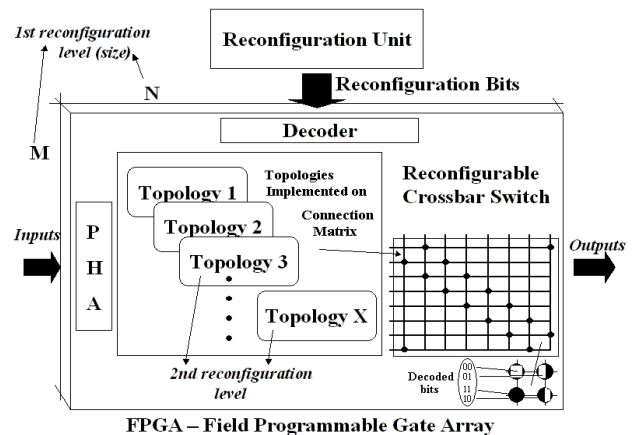 1st reconfiguration
level (size)
Reconfiguration Unit
N
Reconfiguration Bits
M
Decoder
Topologies
Implemented on
Connection
Matrix
Reconfigurable
Crossbar Switch
Topology 1
Topology 2
Topology 3
Topology X
Inputs
P
H
A
Outputs
2nd reconfiguration
level
Decoded
bits
00
01
11
10
FPGA – Field Programmable Gate Array